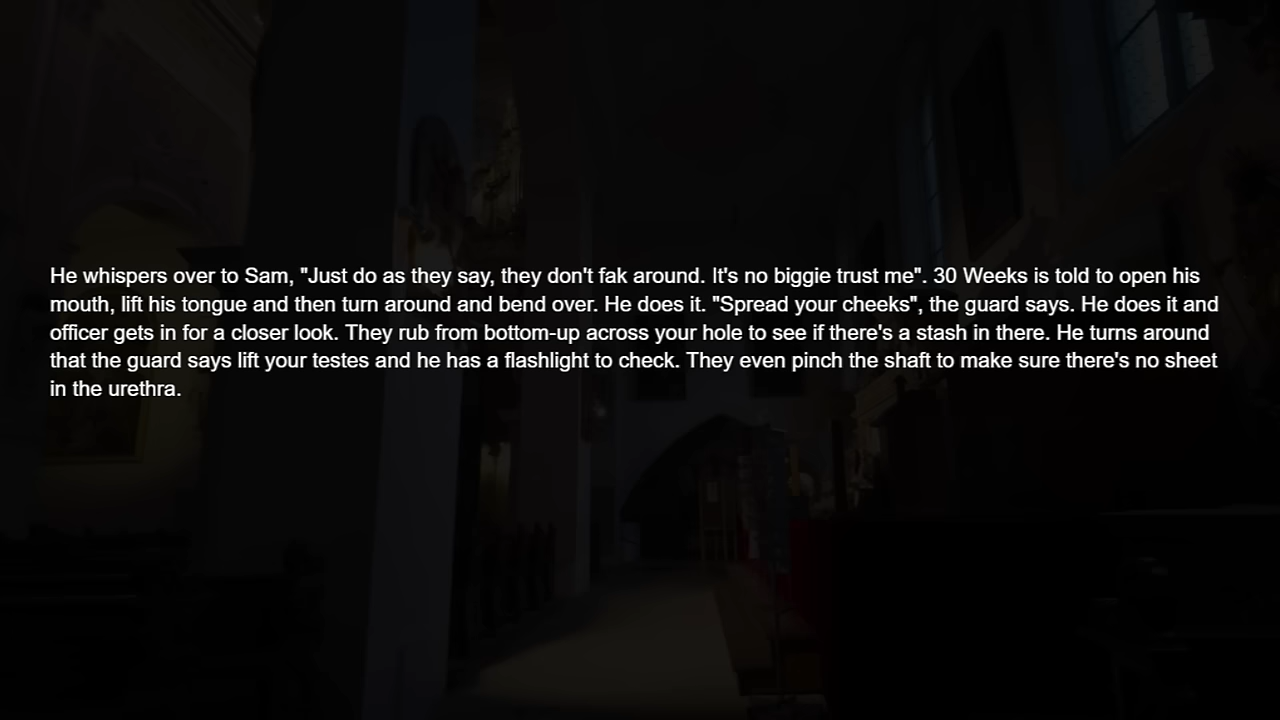 He whispers over to Sam, "Just do as they say, they don't fak around. It's no biggie trust me". 30 Weeks is told to open his
mouth, lift his tongue and then turn around and bend over. He does it. "Spread your cheeks", the guard says. He does it and
officer gets in for a closer look. They rub from bottom-up across your hole to see if there's a stash in there. He turns around
that the guard says lift your testes and he has a flashlight to check. They even pinch the shaft to make sure there's no sheet
in the urethra.